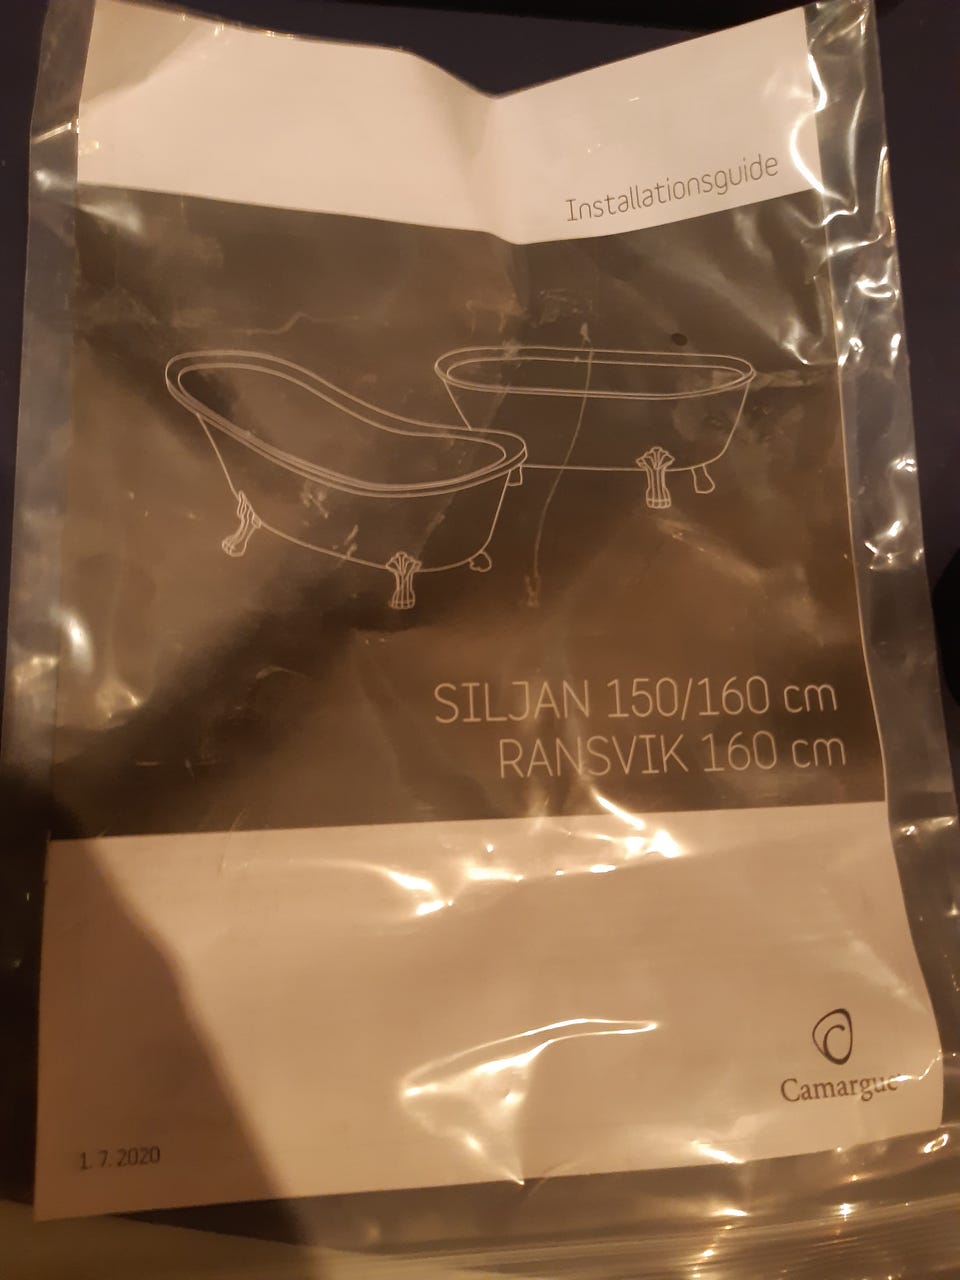 Installationsguide
SILJAN 150/160 cm
RANSVIK 160 cm
Camargue
1.7.2020